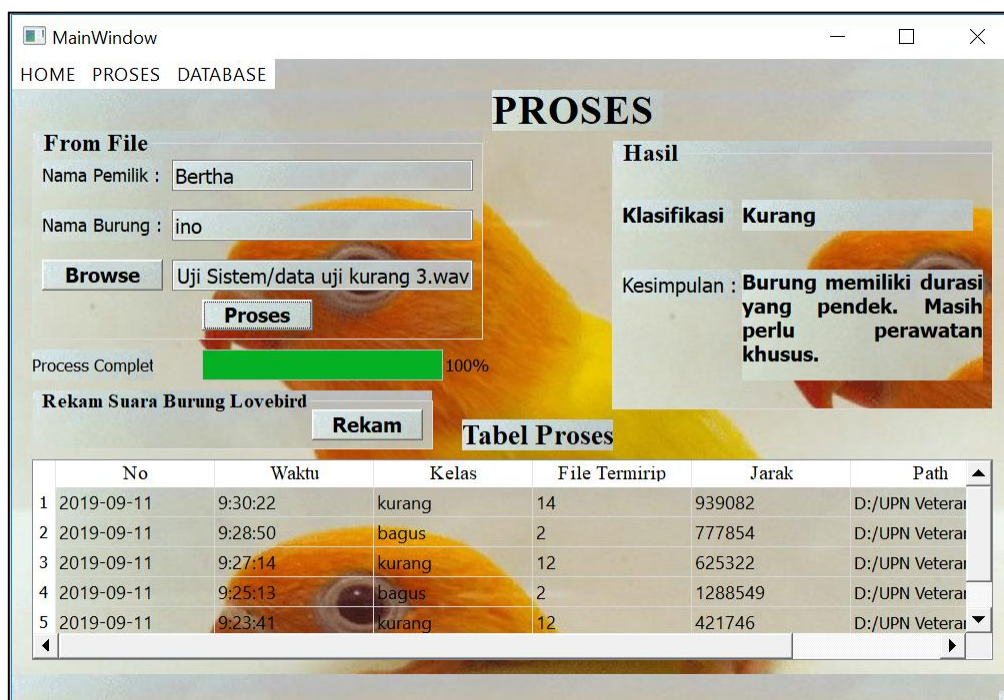 MainWindow
HOME PROSES DATABASE
PROSES
From File
Nama Pemilik : Bertha
Nama Burung : ino
Browse Uji Sistem/data uji kurang 3.wav
Proses
Process Complet 100%
Rekam Suara Burung Lovebird
Rekam
Hasil
Klasifikasi Kurang
Kesimpulan : Burung memiliki durasi
yang pendek. Masih
perlu perawatan
khusus.
Tabel Proses
No Waktu Kelas File Termirip Jarak Path
1 2019-09-11 9:30:22 kurang 14 939082 D:/UPN Veterar
2 2019-09-11 9:28:50 bagus 2 777854 D:/UPN Veterar
3 2019-09-11 9:27:14 kurang 12 625322 D:/UPN Veterar
4 2019-09-11 9:25:13 bagus 2 1288549 D:/UPN Veterar
5 2019-09-11 9:23:41 kurang 12 421746 D:/UPN Veterar